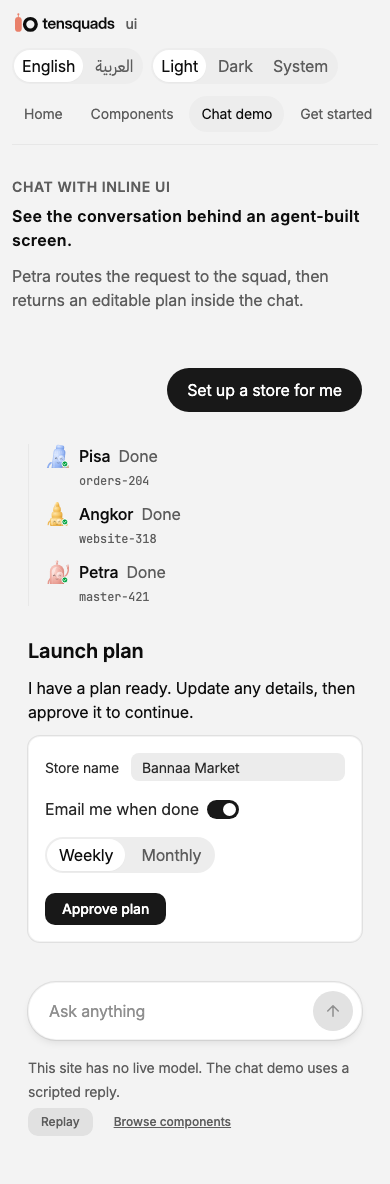 tensquads ui
English العربية Light Dark System
Home Components Chat demo Get started
CHAT WITH INLINE UI
See the conversation behind an agent-built
screen.
Petra routes the request to the squad, then
returns an editable plan inside the chat.
Set up a store for me
Pisa Done
orders-204
Angkor Done
website-318
Petra Done
master-421
Launch plan
I have a plan ready. Update any details, then
approve it to continue.
Store name Bannaa Market
Email me when done
Weekly Monthly
Approve plan
Ask anything
This site has no live model. The chat demo uses a
scripted reply.
Replay Browse components